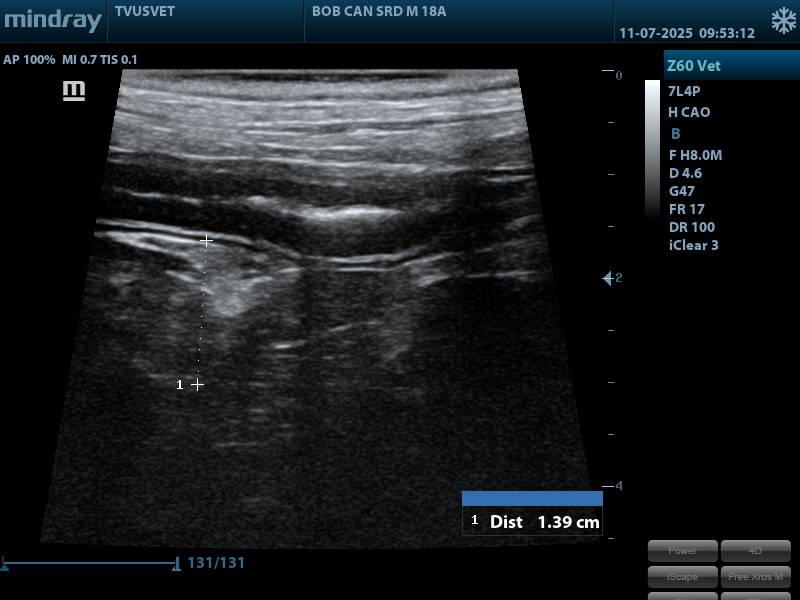 mindray
TVUSVET
BOB CAN SRD M 18A
11-07-2025 09:53:12
AP 100% MI 0.7 TIS 0.1
m
Z60 Vet
7L4P
H CAO
B
F H8.0M
D 4.6
G47
FR 17
DR 100
iClear 3
0
2
4
1
1 Dist 1.39 cm
131/131
Power
4D
iScape
Free Xros M